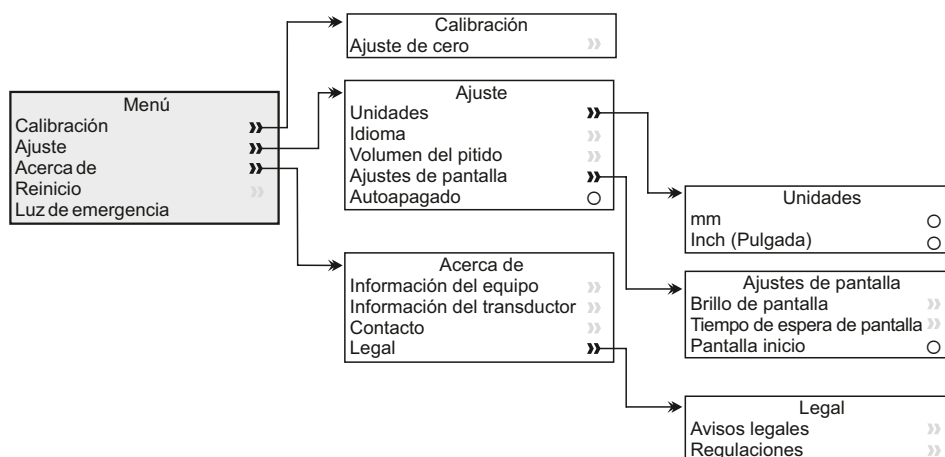 Menú
Calibración
Ajuste
Acerca de
Reinicio
Luz de emergencia
Calibración
Ajuste de cero
Ajuste
Unidades
Idioma
Volumen del pitido
Ajustes de pantalla
Autoapagado
Acerca de
Información del equipo
Información del transductor
Contacto
Legal
Unidades
mm
Inch (Pulgada)
Ajustes de pantalla
Brillo de pantalla
Tiempo de espera de pantalla
Pantalla inicio
Legal
Avisos legales
Regulaciones